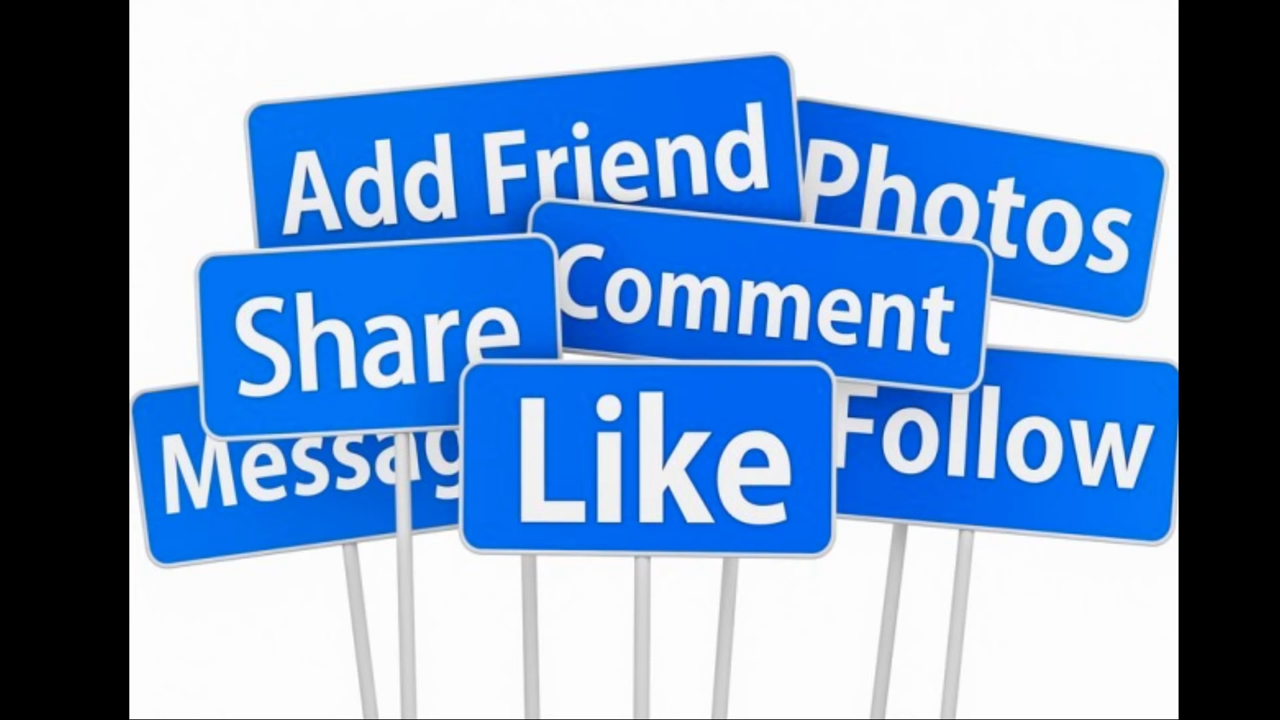 Add Friend
Photos
Comment
Share
Messag
Like
Follow